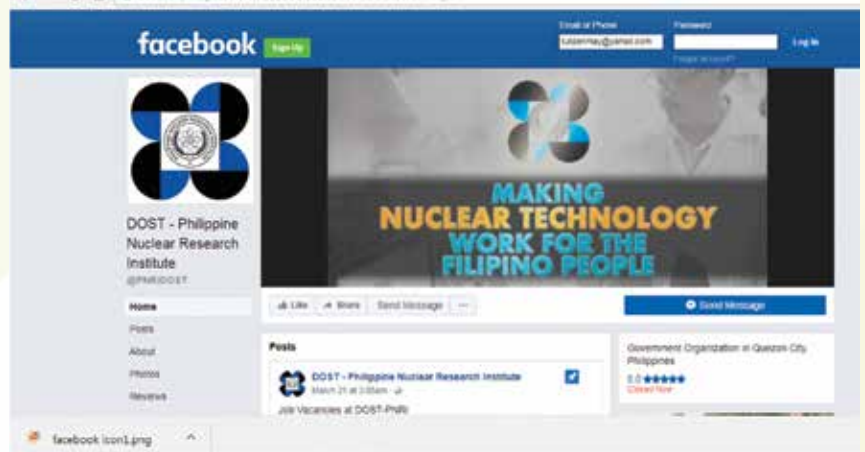 facebook
Sign Up
Email or Phone
Password
Log In
Forgot account?
DOST - Philippine
Nuclear Research
Institute
@PNRIDOST
MAKING
NUCLEAR TECHNOLOGY
WORK FOR THE
FILIPINO PEOPLE
Home
Posts
About
Photos
Reviews
Like
Share
Send Message
Send Message
Posts
DOST - Philippine Nuclear Research Institute
Job Vacancies at DOST-PNRI
Government Organization in Quezon City,
Philippines
5.0 ★★★★★
Closed Now
facebook icon1.png